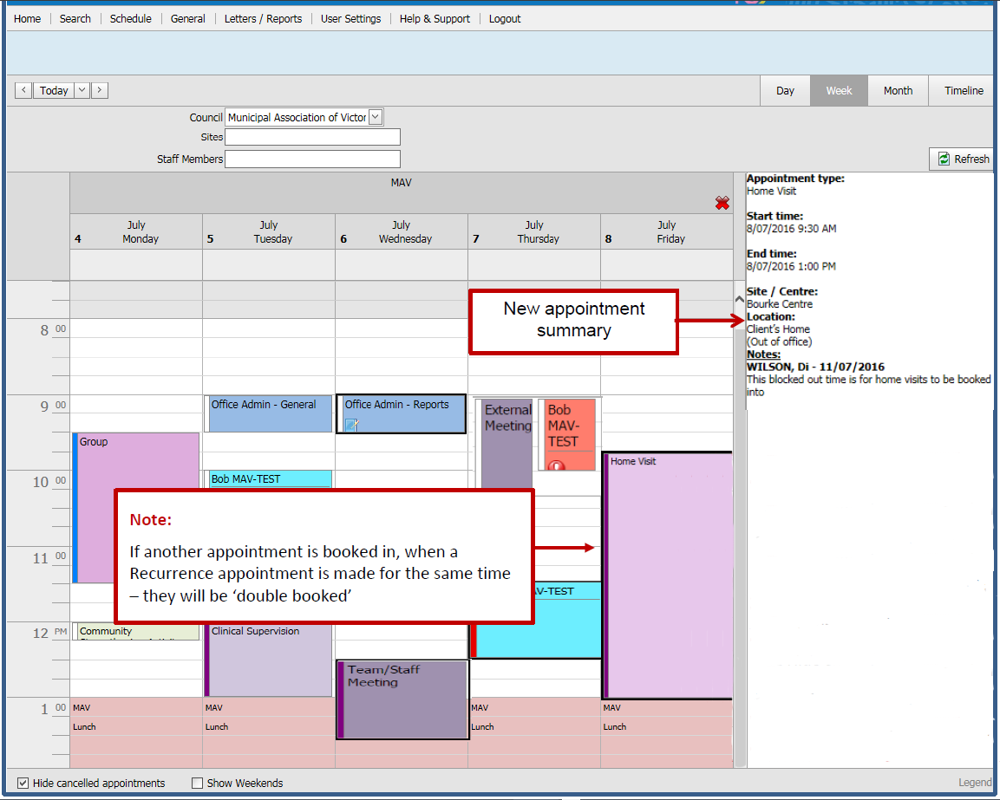 Home Search Schedule General Letters / Reports User Settings Help & Support Logout
< Today >
Day Week Month Timeline
Council Municipal Association of Victor
Sites
Staff Members
Refresh
MAV
July
4 Monday
July
5 Tuesday
July
6 Wednesday
July
7 Thursday
July
8 Friday
Appointment type:
Home Visit
Start time:
8/07/2016 9:30 AM
End time:
8/07/2016 1:00 PM
Site / Centre:
Bourke Centre
Location:
Client's Home
(Out of office)
Notes:
WILSON, Di - 11/07/2016
This blocked out time is for home visits to be booked
into
New appointment
summary
8 00
9 00
10 00
11 00
12 PM
1 00
Group
Community
Office Admin - General
Bob MAV-TEST
Clinical Supervision
Office Admin - Reports
Team/Staff
Meeting
External
Meeting
Bob
MAV-
TEST
V-TEST
Home Visit
Note:
If another appointment is booked in, when a
Recurrence appointment is made for the same time
– they will be ‘double booked’
MAV
Lunch
MAV
Lunch
MAV
Lunch
MAV
Lunch
Hide cancelled appointments Show Weekends
Legend